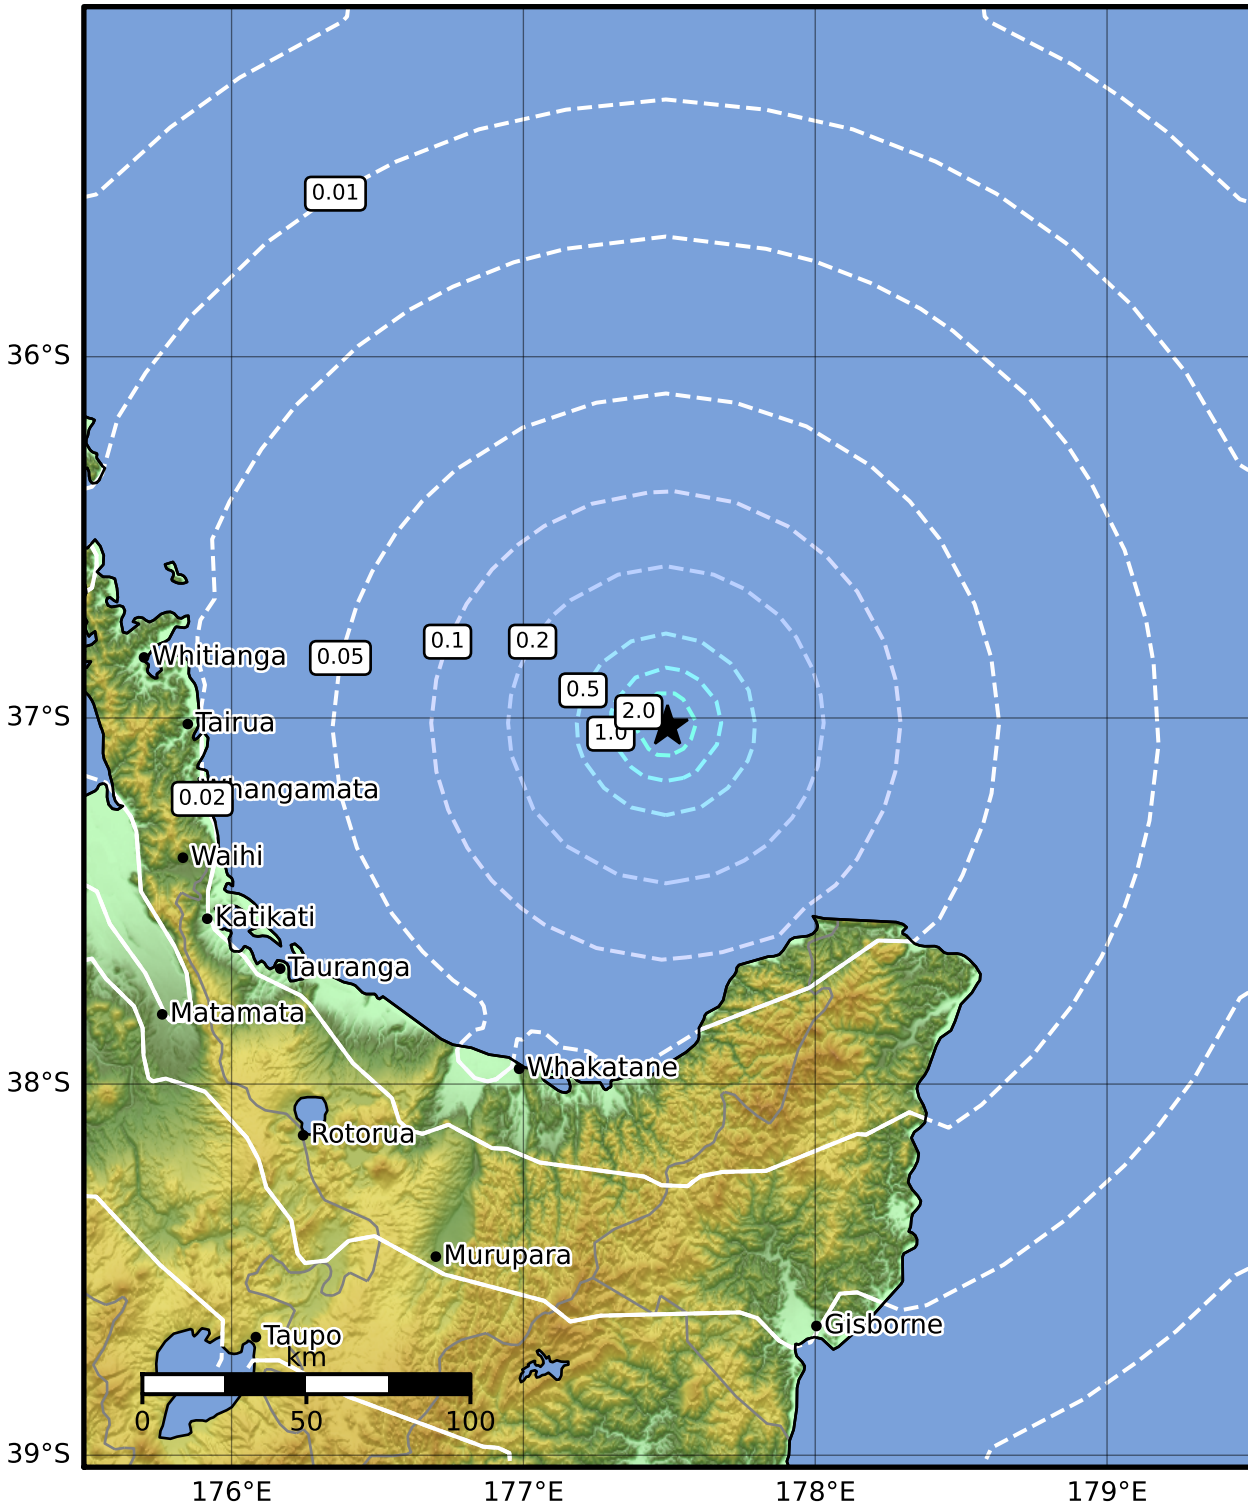 0.01
36°S
0.1
0.2
0.05
Whitianga
0.5
2.0
37°S
Tairua
1.0
0.02
Whangamata
Waihi
Katikati
Tauranga
Matamata
Whakatane
38°S
Rotorua
Murupara
Gisborne
Taupo
km
0 50 100
39°S
176°E 177°E 178°E 179°E